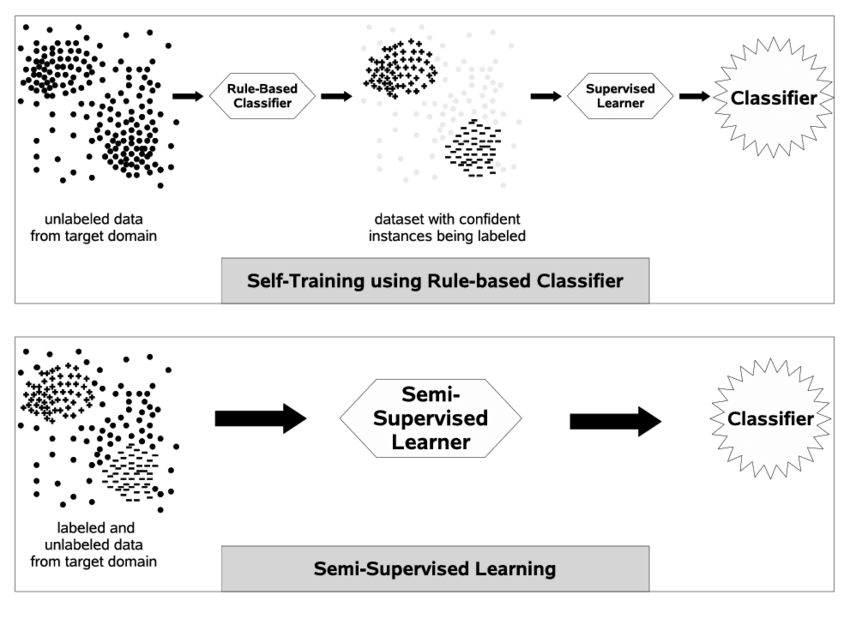 Rule-Based
Classifier
Supervised
Learner
Classifier
unlabeled data
from target domain
dataset with confident
instances being labeled
Self-Training using Rule-based Classifier
Semi-
Supervised
Learner
Classifier
labeled and
unlabeled data
from target domain
Semi-Supervised Learning